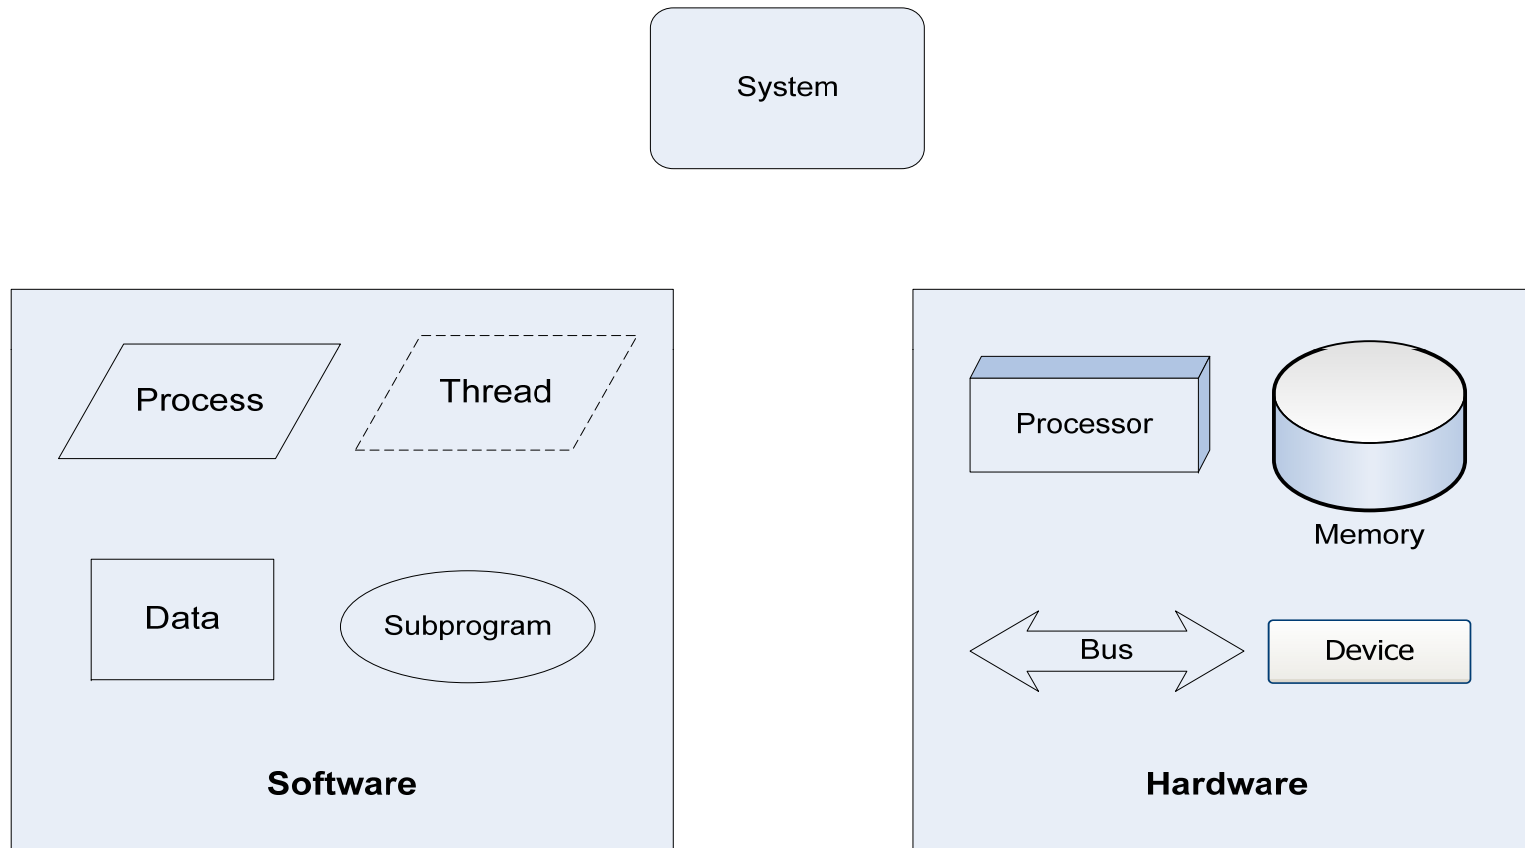 System
Process
Thread
Data
Subprogram
Software
Processor
Memory
Bus
Device
Hardware